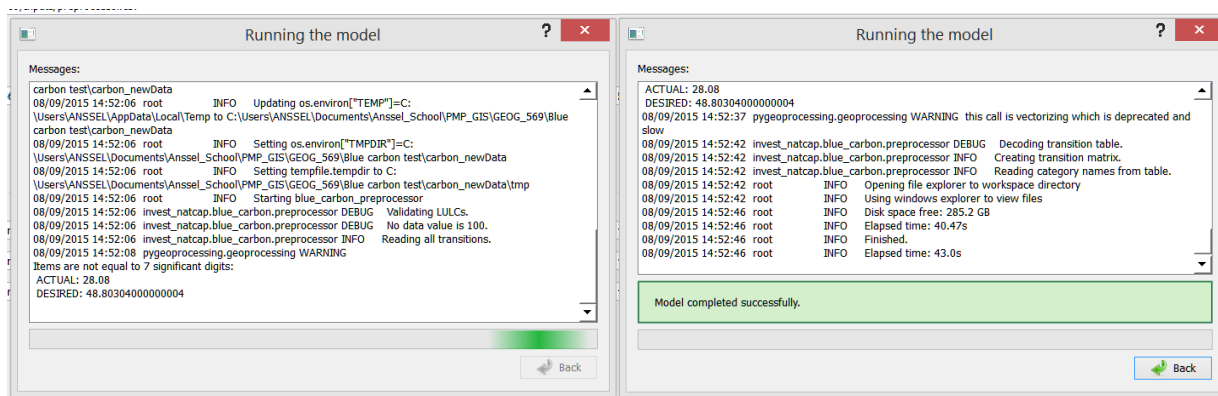 Running the model
?
Messages:
carbon test\carbon_newData
08/09/2015 14:52:06 root INFO Updating os.environ["TEMP"]=C:
\Users\ANSSEL\AppData\Local\Temp to C:\Users\ANSSEL\Documents\Anssel_School\PMP_GIS\GEOG_569\Blue
carbon test\carbon_newData
08/09/2015 14:52:06 root INFO Setting os.environ["TMPDIR"]=C:
\Users\ANSSEL\Documents\Anssel_School\PMP_GIS\GEOG_569\Blue carbon test\carbon_newData
08/09/2015 14:52:06 root INFO Setting tempfile.tempdir to C:
\Users\ANSSEL\Documents\Anssel_School\PMP_GIS\GEOG_569\Blue carbon test\carbon_newData\tmp
08/09/2015 14:52:06 root INFO Starting blue_carbon_preprocessor
08/09/2015 14:52:06 invest_natcap.blue_carbon.preprocessor DEBUG Validating LULCs.
08/09/2015 14:52:06 invest_natcap.blue_carbon.preprocessor DEBUG No data value is 100.
08/09/2015 14:52:06 invest_natcap.blue_carbon.preprocessor INFO Reading all transitions.
08/09/2015 14:52:08 pygeoprocessing.geoprocessing WARNING
Items are not equal to 7 significant digits:
ACTUAL: 28.08
DESIRED: 48.80304000000004
Back
Running the model
?
Messages:
ACTUAL: 28.08
DESIRED: 48.80304000000004
08/09/2015 14:52:37 pygeoprocessing.geoprocessing WARNING this call is vectorizing which is deprecated and
slow
08/09/2015 14:52:42 invest_natcap.blue_carbon.preprocessor DEBUG Decoding transition table.
08/09/2015 14:52:42 invest_natcap.blue_carbon.preprocessor INFO Creating transition matrix.
08/09/2015 14:52:42 invest_natcap.blue_carbon.preprocessor INFO Reading category names from table.
08/09/2015 14:52:42 root INFO Opening file explorer to workspace directory
08/09/2015 14:52:42 root INFO Using windows explorer to view files
08/09/2015 14:52:46 root INFO Disk space free: 285.2 GB
08/09/2015 14:52:46 root INFO Elapsed time: 40.47s
08/09/2015 14:52:46 root INFO Finished.
08/09/2015 14:52:46 root INFO Elapsed time: 43.0s
Model completed successfully.
Back